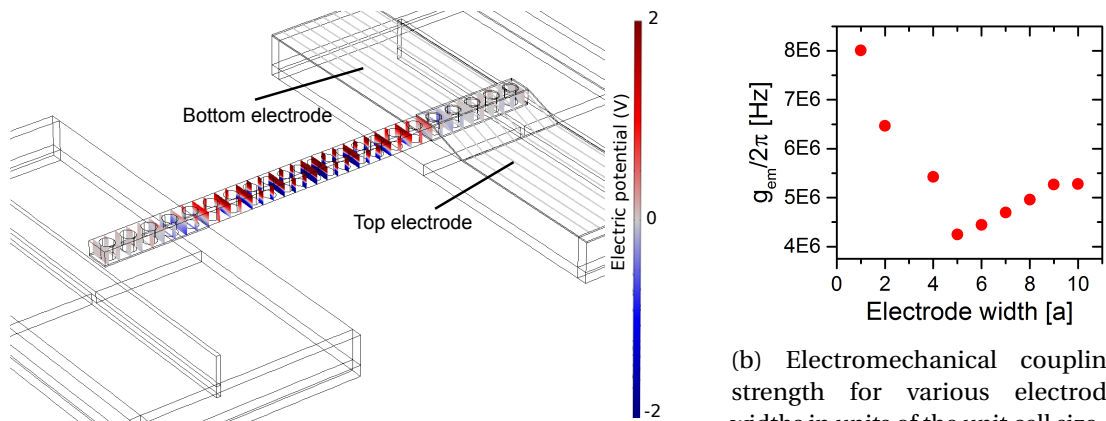 Bottom electrode
Top electrode
Electric potential (V)
2
0
-2
g_em/2π [Hz]
8E6
7E6
6E6
5E6
4E6
0 2 4 6 8 10
Electrode width [a]
(b) Electromechanical couplin
strength for various electrod